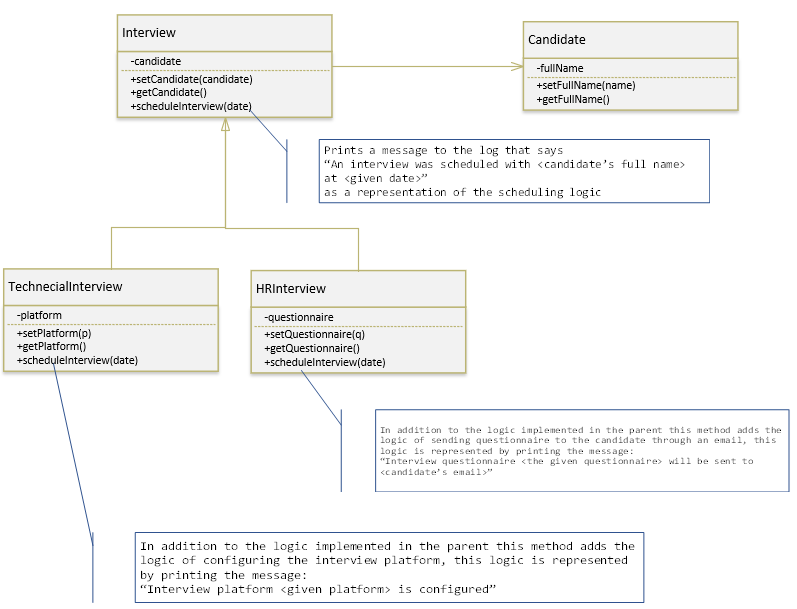 Interview
-candidate
+setCandidate(candidate)
+getCandidate()
+scheduleInterview(date)
Candidate
-fullName
+setFullName(name)
+getFullName()
Prints a message to the log that says
“An interview was scheduled with <candidate’s full name>
at <given date>”
as a representation of the scheduling logic
TechnecialInterview
-platform
+setPlatform(p)
+getPlatform()
+scheduleInterview(date)
HRInterview
-questionnaire
+setQuestionnaire(q)
+getQuestionnaire()
+scheduleInterview(date)
In addition to the logic implemented in the parent this method adds the
logic of sending questionnaire to the candidate through an email, this
logic is represented by printing the message:
“Interview questionnaire <the given questionnaire> will be sent to
<candidate’s email>”
In addition to the logic implemented in the parent this method adds the
logic of configuring the interview platform, this logic is represented
by printing the message:
“Interview platform <given platform> is configured”